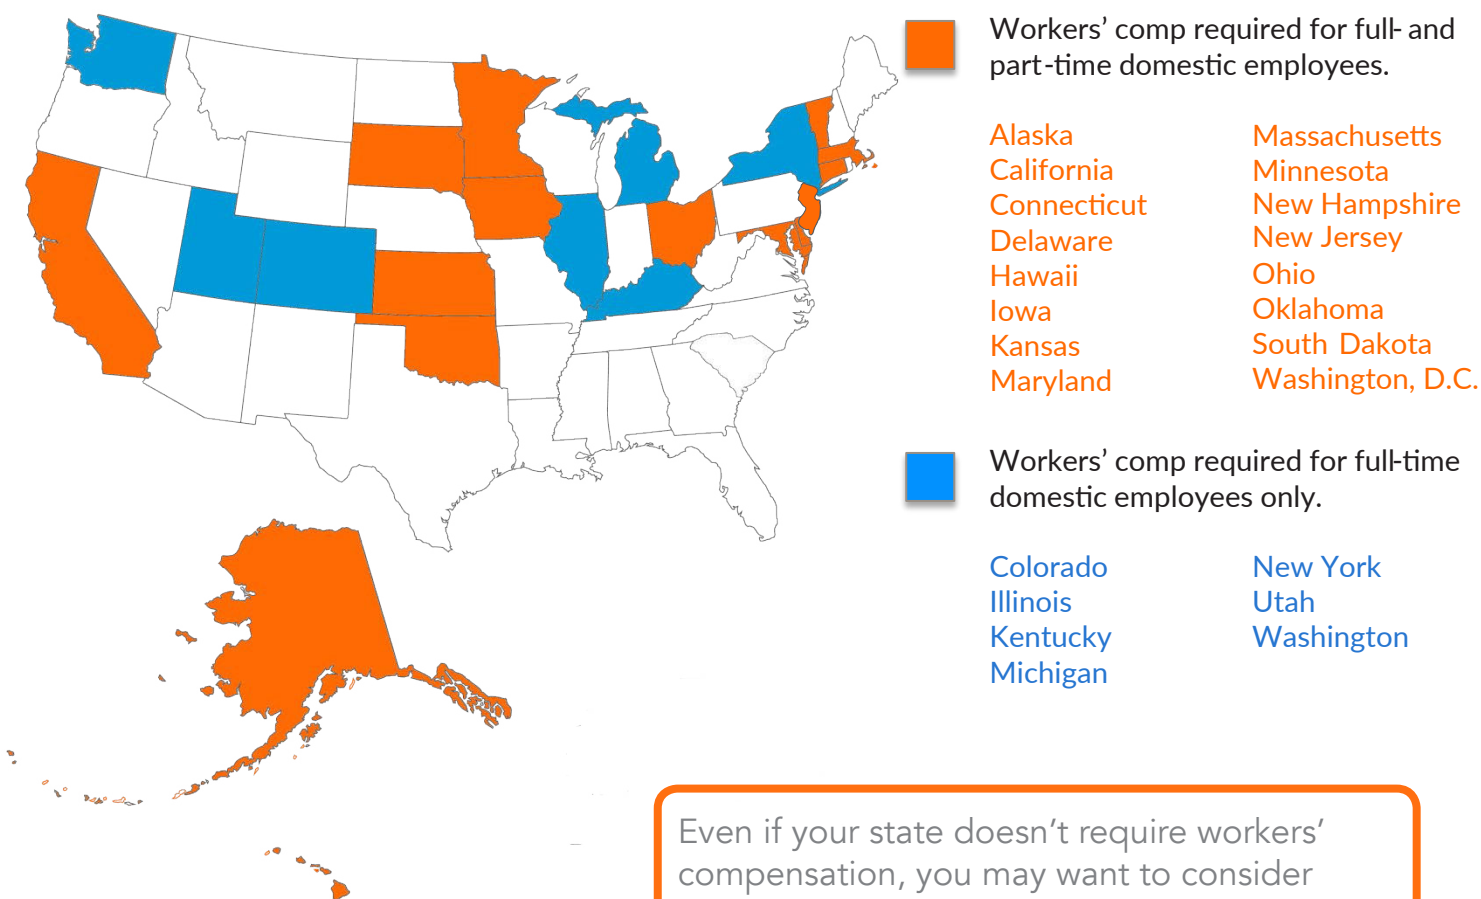 Workers’ comp required for full- and
part-time domestic employees.
Alaska
California
Connecticut
Delaware
Hawaii
Iowa
Kansas
Maryland
Massachusetts
Minnesota
New Hampshire
New Jersey
Ohio
Oklahoma
South Dakota
Washington, D.C.
Workers’ comp required for full-time
domestic employees only.
Colorado
Illinois
Kentucky
Michigan
New York
Utah
Washington
Even if your state doesn’t require workers’
compensation, you may want to consider